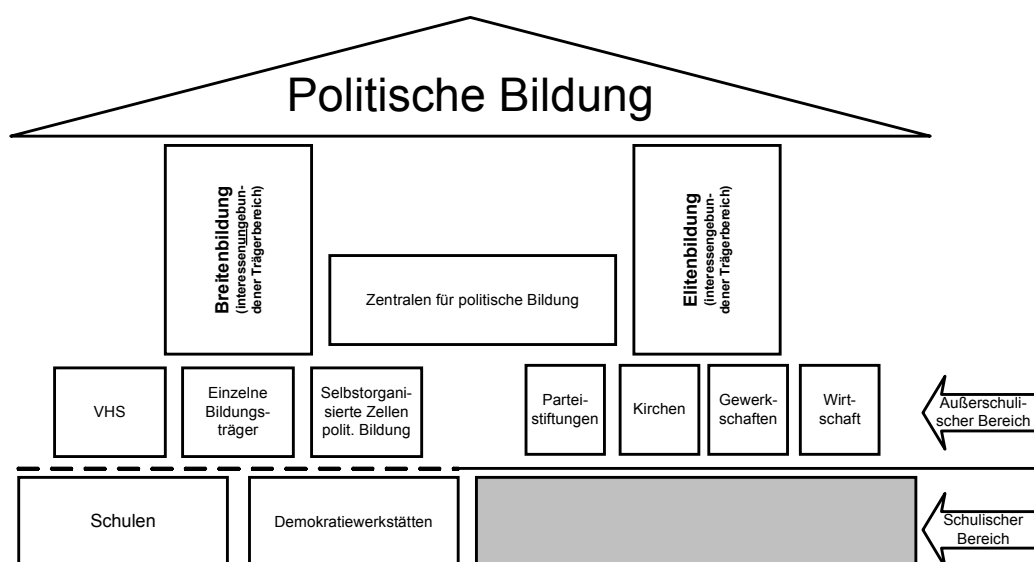 Politische Bildung
Breitenbildung
(interessenungebun-
dener Trägerbereich)
Zentralen für politische Bildung
Elitenbildung
(interessengebun-
dener Trägerbereich)
VHS
Einzelne
Bildungs-
träger
Selbstorgani-
sierte Zellen
polit. Bildung
Partei-
stiftungen
Kirchen
Gewerk-
schaften
Wirt-
schaft
Außerschuli-
scher Bereich
Schulen
Demokratiewerkstätten
Schulischer
Bereich